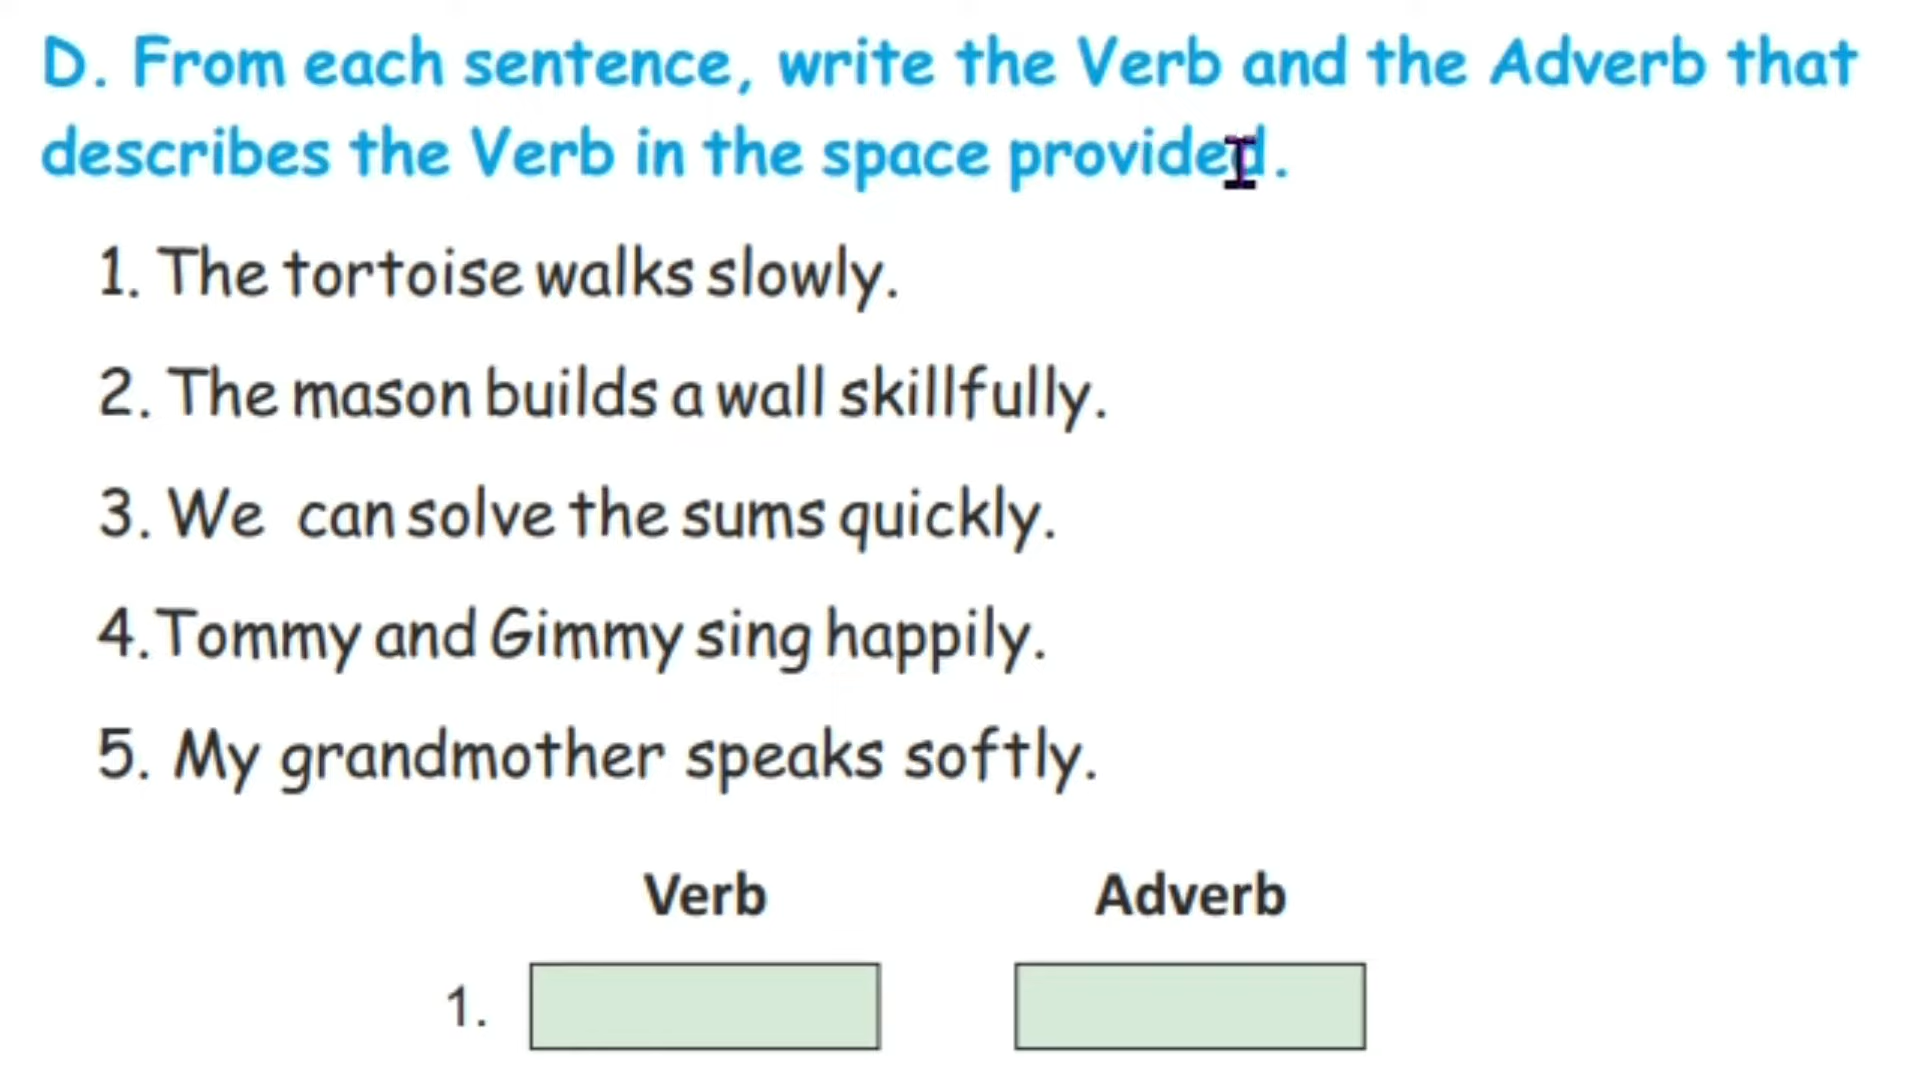 D. From each sentence, write the Verb and the Adverb that
describes the Verb in the space provided.
1. The tortoise walks slowly.
2. The mason builds a wall skillfully.
3. We can solve the sums quickly.
4.Tommy and Gimmy sing happily.
5. My grandmother speaks softly.
Verb Adverb
1.